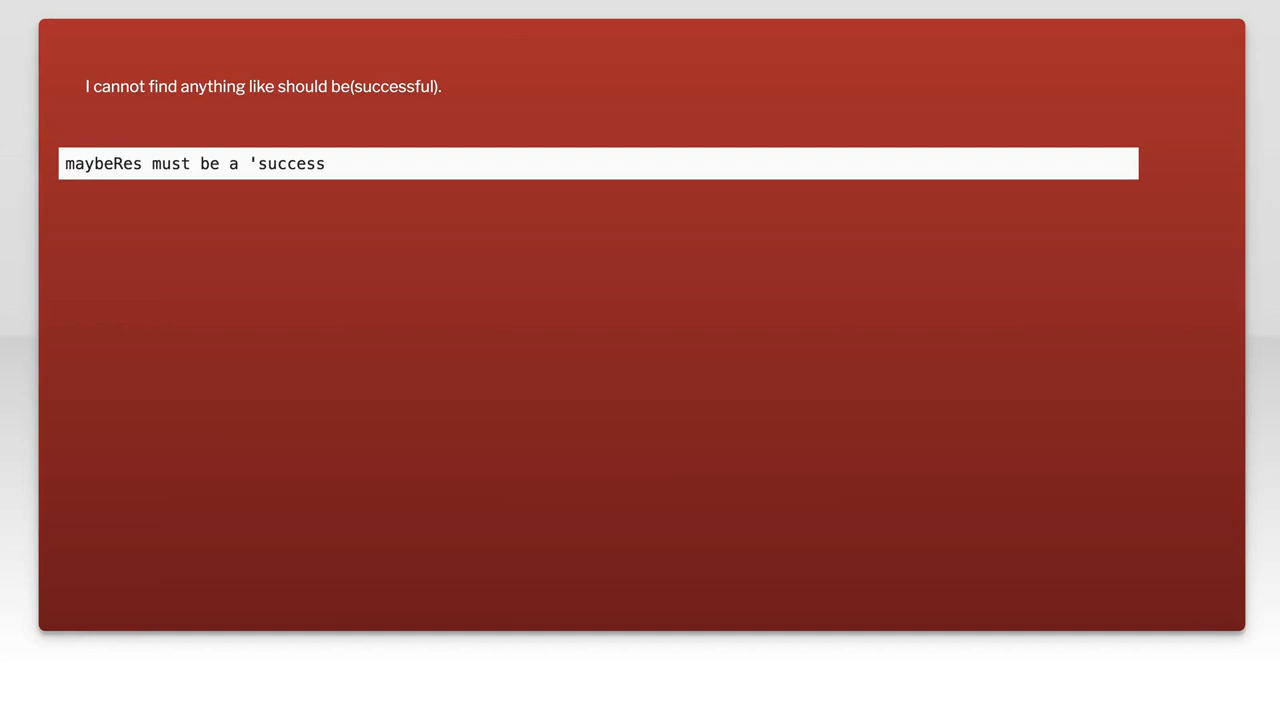 I cannot find anything like should be(successful).
maybeRes must be a 'success